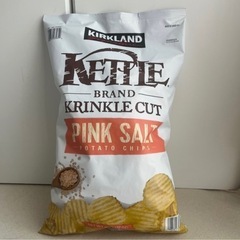 KIRKLAND
KETTLE
BRAND
KRINKLE CUT
PINK SALT
POTATO CHIPS